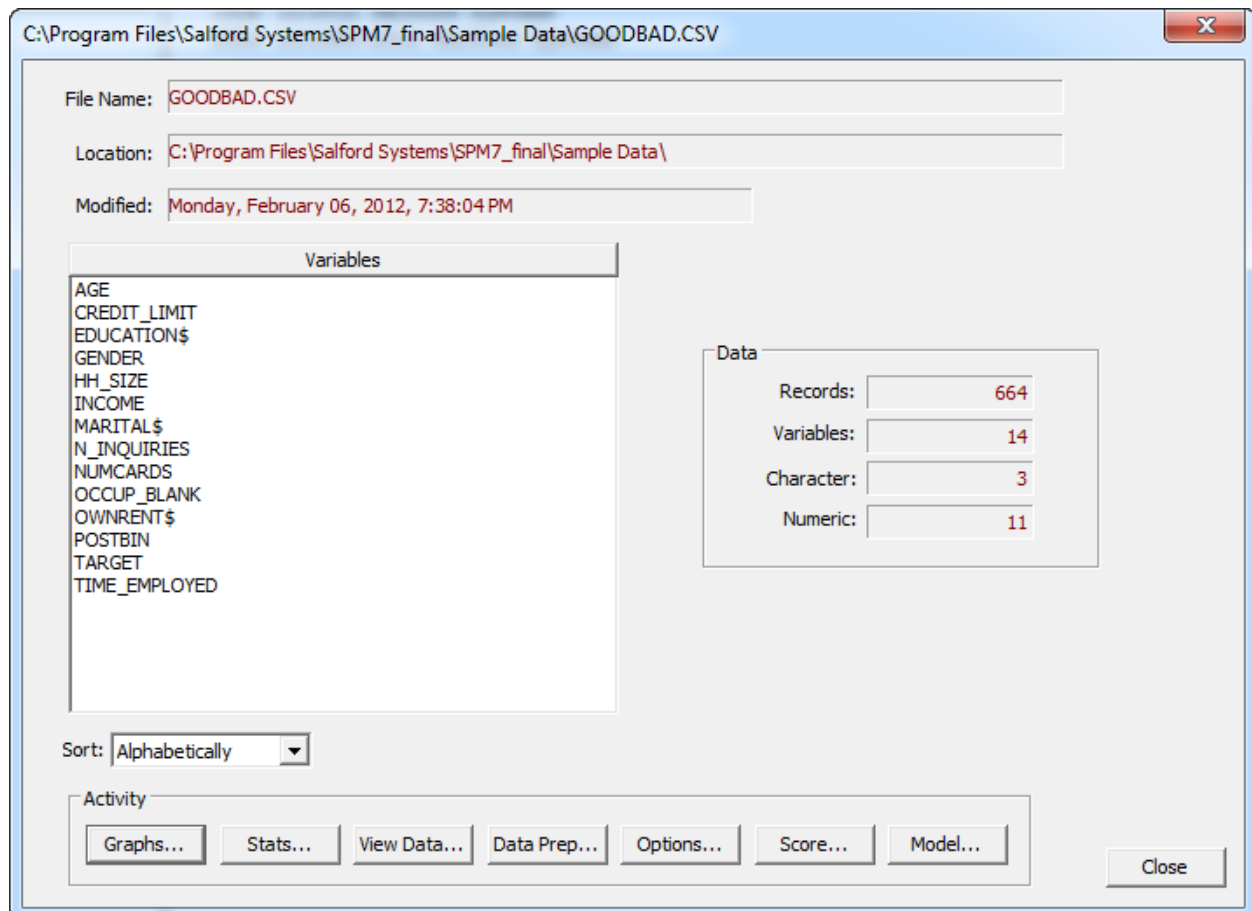 C:\Program Files\Salford Systems\SPM7_final\Sample Data\GOODBAD.CSV
File Name: GOODBAD.CSV
Location: C:\Program Files\Salford Systems\SPM7_final\Sample Data\
Modified: Monday, February 06, 2012, 7:38:04 PM
Variables
AGE
CREDIT_LIMIT
EDUCATION$
GENDER
HH_SIZE
INCOME
MARITAL$
N_INQUIRIES
NUMCARDS
OCCUP_BLANK
OWNRENT$
POSTBIN
TARGET
TIME_EMPLOYED
Data
Records: 664
Variables: 14
Character: 3
Numeric: 11
Sort: Alphabetically
Activity
Graphs... Stats... View Data... Data Prep... Options... Score... Model...
Close